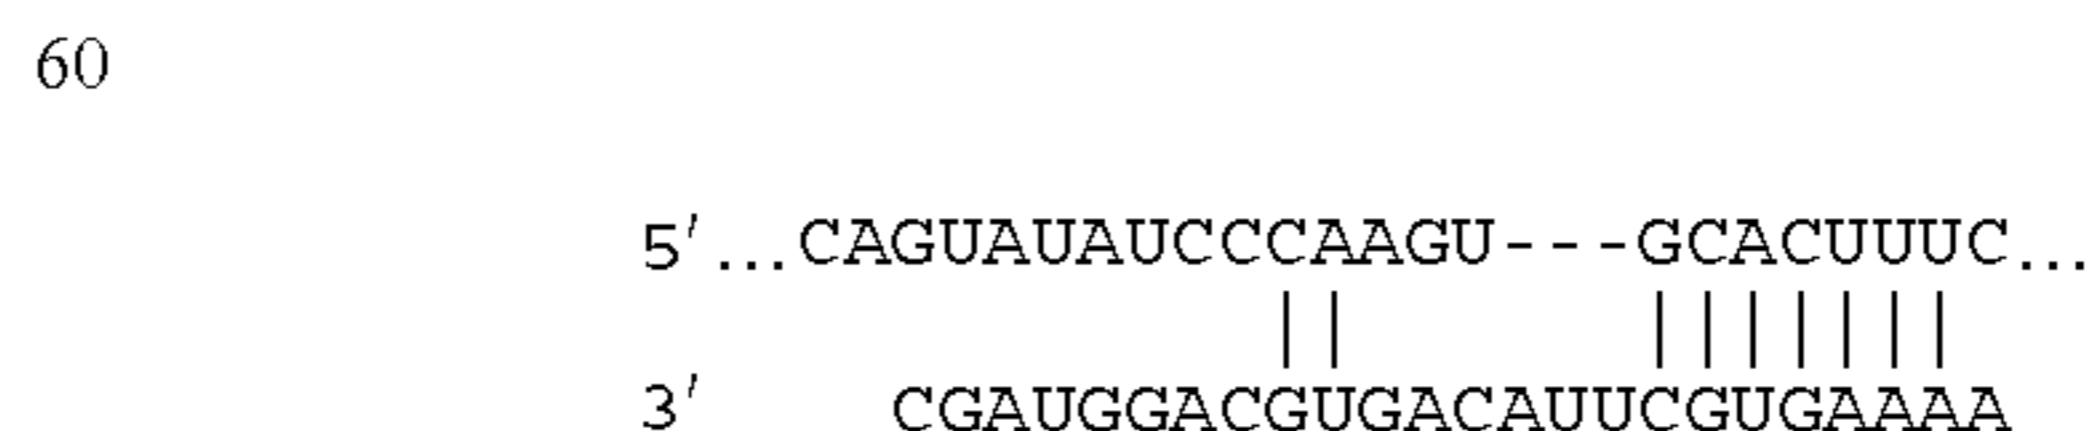 60
5′...CAGUAUAUCCCAAGU---GCACUUUC...
|| |||||||
3′ CGAUGGACGUGACAUUCGUGAAAA